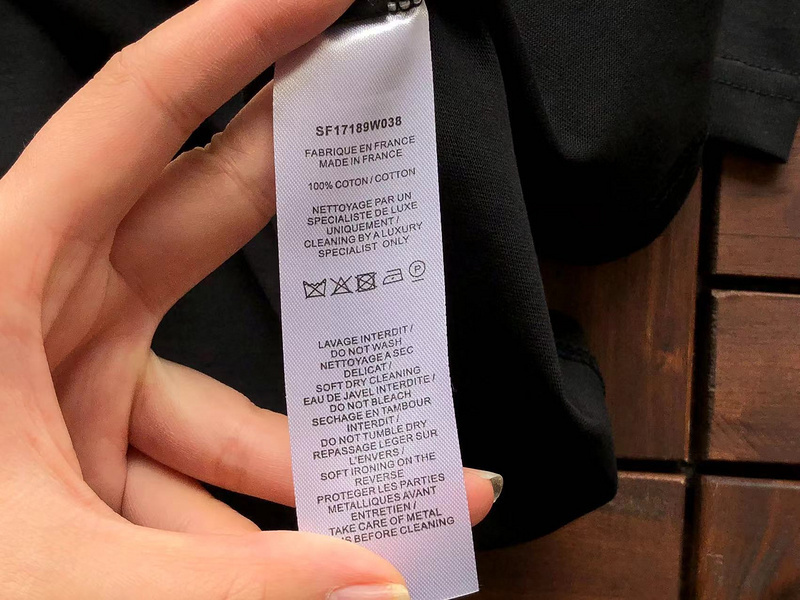 SF17189W038
FABRIQUE EN FRANCE
MADE IN FRANCE
100% COTON / COTTON
NETTOYAGE PAR UN
SPECIALISTE DE LUXE
UNIQUEMENT /
CLEANING BY A LUXURY
SPECIALIST ONLY
P
LAVAGE INTERDIT /
DO NOT WASH
NETTOYAGE A SEC
DELICAT /
SOFT DRY CLEANING
EAU DE JAVEL INTERDITE /
DO NOT BLEACH
SECHAGE EN TAMBOUR
INTERDIT /
DO NOT TUMBLE DRY
REPASSAGE LEGER SUR
L'ENVERS /
SOFT IRONING ON THE
REVERSE
PROTEGER LES PARTIES
METALLIQUES AVANT
ENTRETIEN /
TAKE CARE OF METAL
BEFORE CLEANING